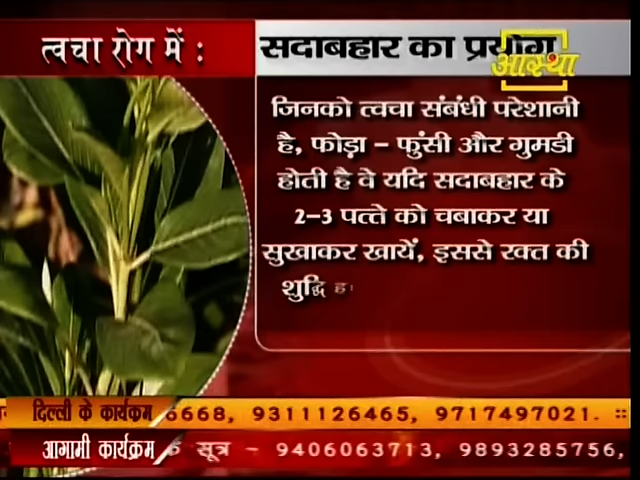 त्वचा रोग में :
सदाबहार का प्रयोग
आस्था
जिनको त्वचा संबंधी परेशानी
है, फोड़ा – फुंसी और गुमडी
होती है वे यदि सदाबहार के
2-3 पत्ते को चबाकर या
सुखाकर खायें, इससे रक्त की
शुद्धि ह
दिल्ली के कार्यक्रम 6668, 9311126465, 9717497021. ::
आगामी कार्यक्रम के सूत्र - 9406063713, 9893285756,